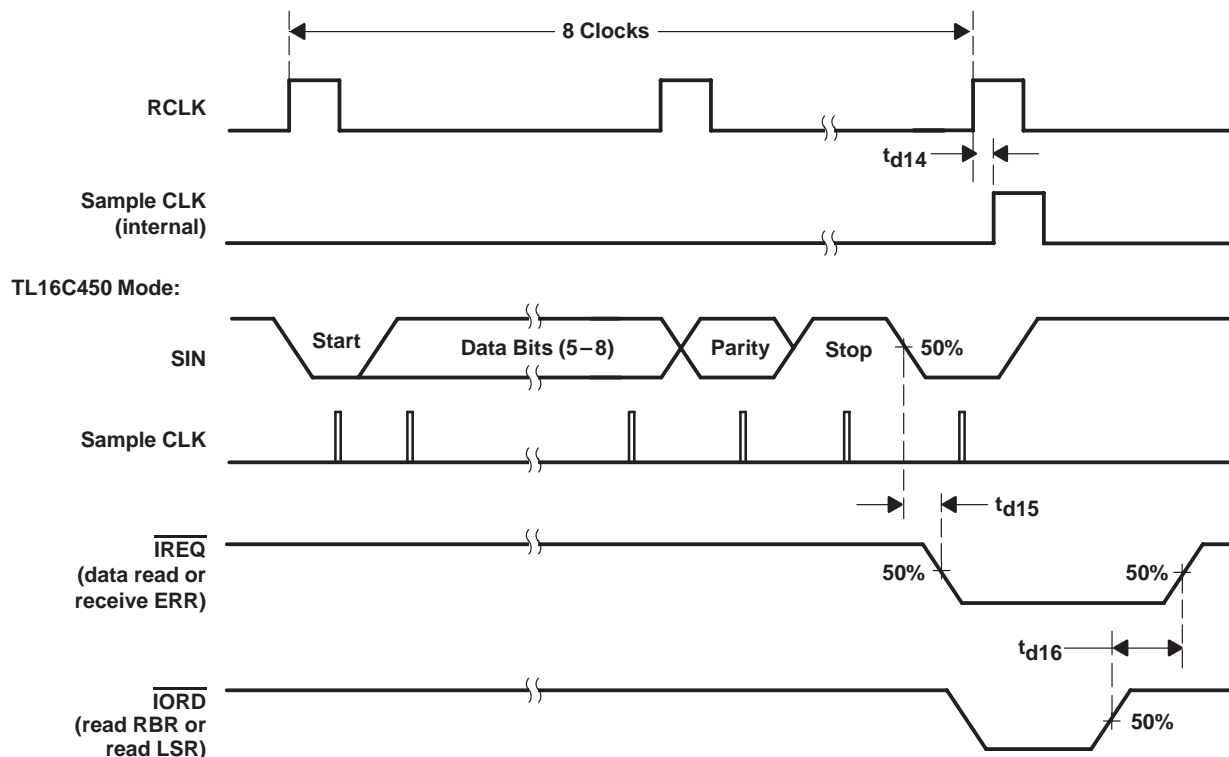 8 Clocks
RCLK
td14
Sample CLK
(internal)
TL16C450 Mode:
SIN
Start
Data Bits (5−8)
Parity
Stop
50%
Sample CLK
td15
IREQ
(data read or
receive ERR)
50%
50%
td16
IORD
(read RBR or
read LSR)
50%